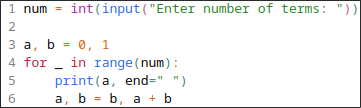 1 num = int(input("Enter number of terms: "))
2
3 a, b = 0, 1
4 for _ in range(num):
5     print(a, end=" ")
6     a, b = b, a + b